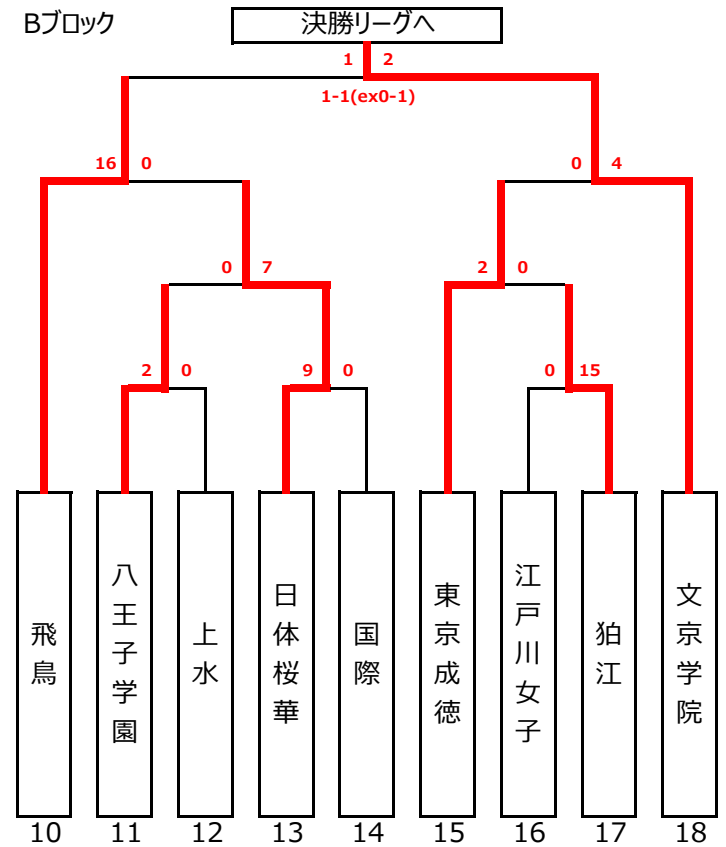 Bブロック
決勝リーグへ
1 2
1-1(ex0-1)
16 0
0 4
0 7
2 0
2 0
9 0
0 15
飛鳥
八王子学園
上水
日体桜華
国際
東京成徳
江戸川女子
狛江
文京学院
10 11 12 13 14 15 16 17 18